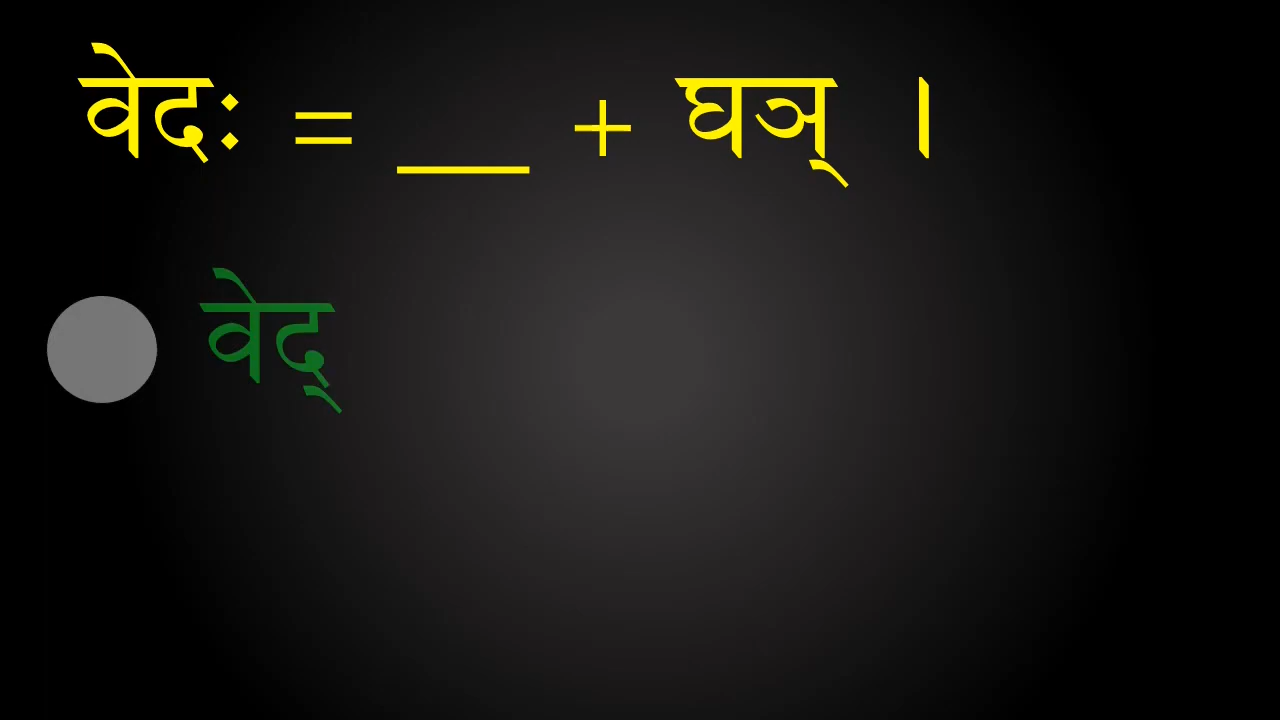 वेदः = __ + घञ् ।
वेद्